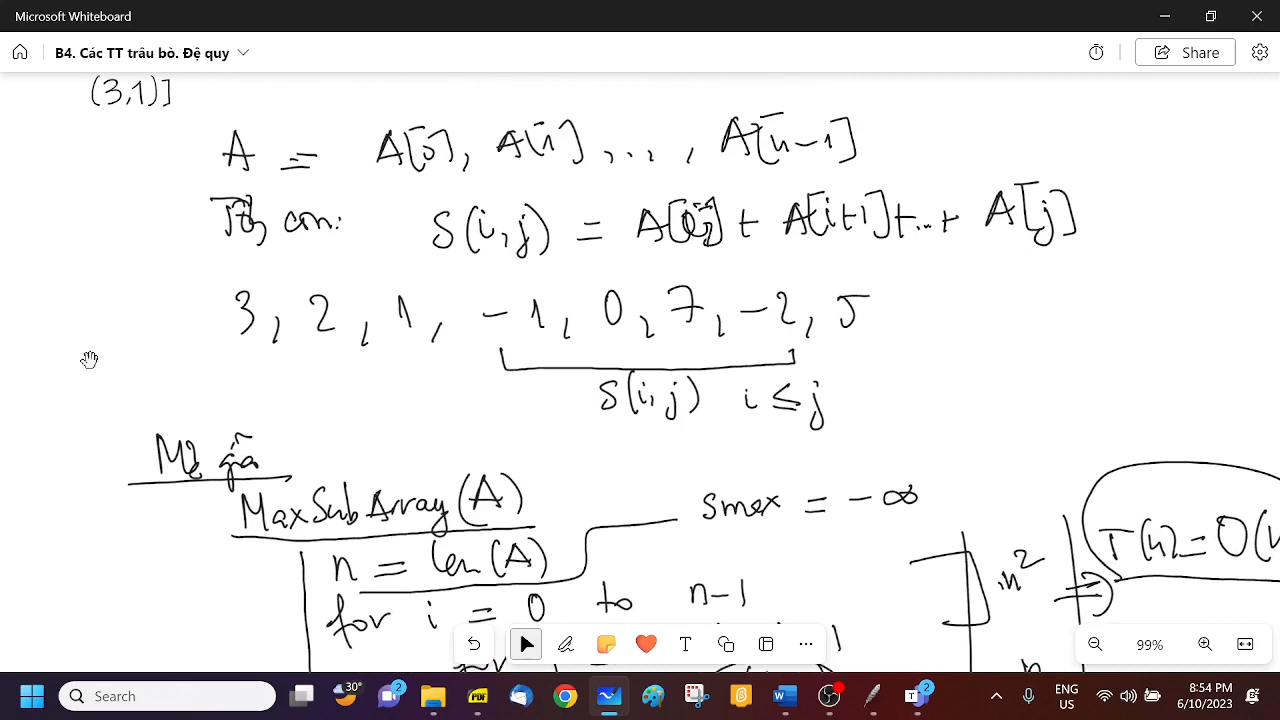 Microsoft Whiteboard
B4. Các TT trâu bò. Đệ quy
Share
(3,1)]
A = A[0], A[1], ..., A[n-1]
con: S(i,j) = A[i] + A[i+1] + ... + A[j]
3, 2, 1, -1, 0, 7, -2, 5
S(i,j) i ≤ j
Mã giả
MaxSubArray(A)
smax = -∞
n = len(A)
for i = 0 to n-1
n²
⇒ T(n) = O(
99%
Search
30°
2
2
ENG
US
8:54 PM
6/10/2023